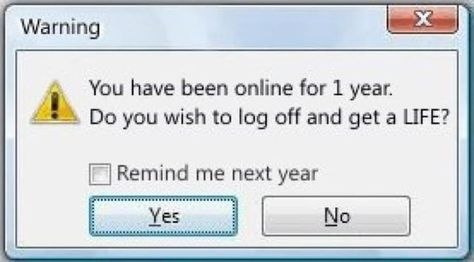 Warning
You have been online for 1 year.
Do you wish to log off and get a LIFE?
Remind me next year
Yes
No